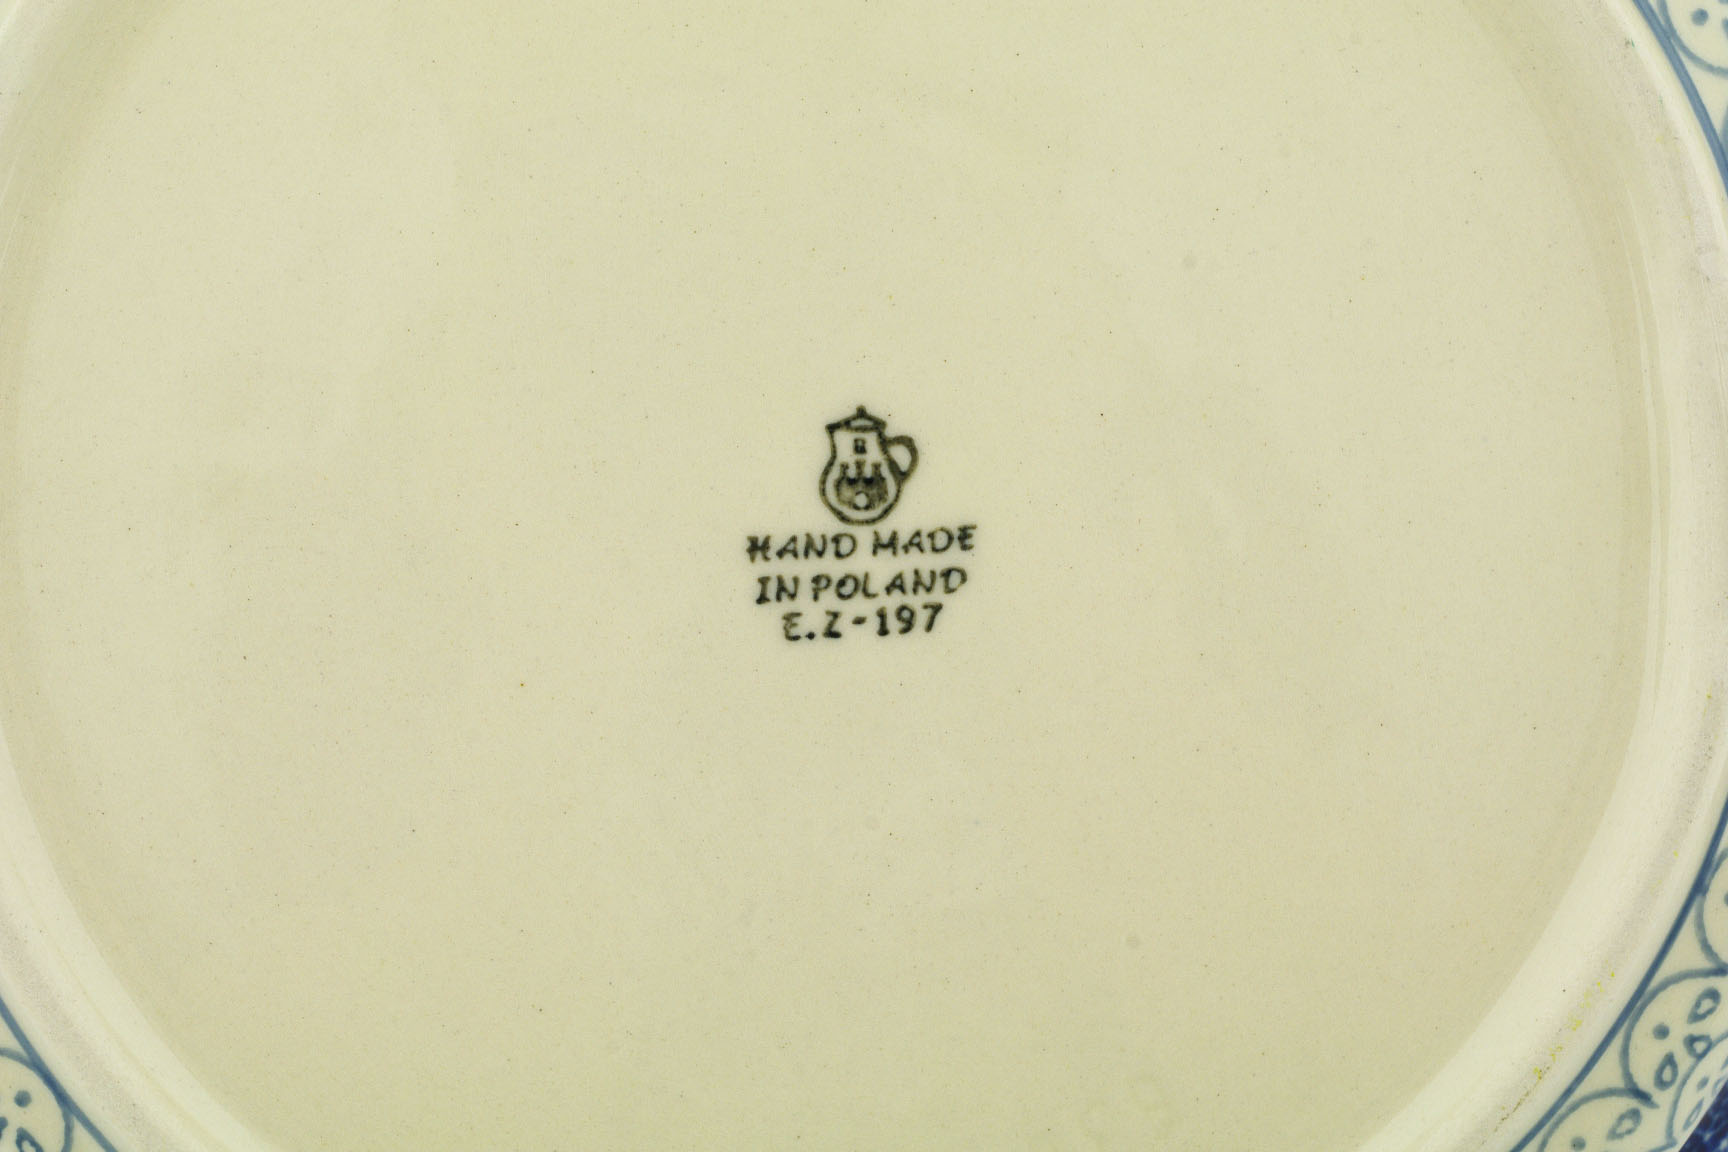 B
HAND MADE
IN POLAND
E.Z-197